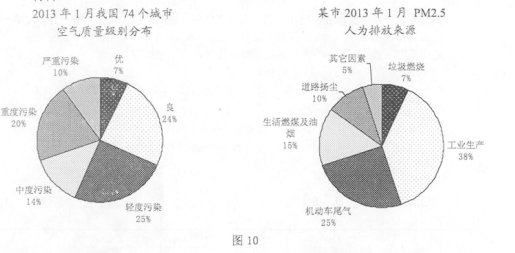 2013 年 1 月我国 74 个城市
空气质量级别分布
优
7%
良
24%
轻度污染
25%
中度污染
14%
重度污染
20%
严重污染
10%
某市 2013 年 1 月 PM2.5
人为排放来源
垃圾燃烧
7%
工业生产
38%
机动车尾气
25%
生活燃煤及油
烟
15%
道路扬尘
10%
其它因素
5%
图 10